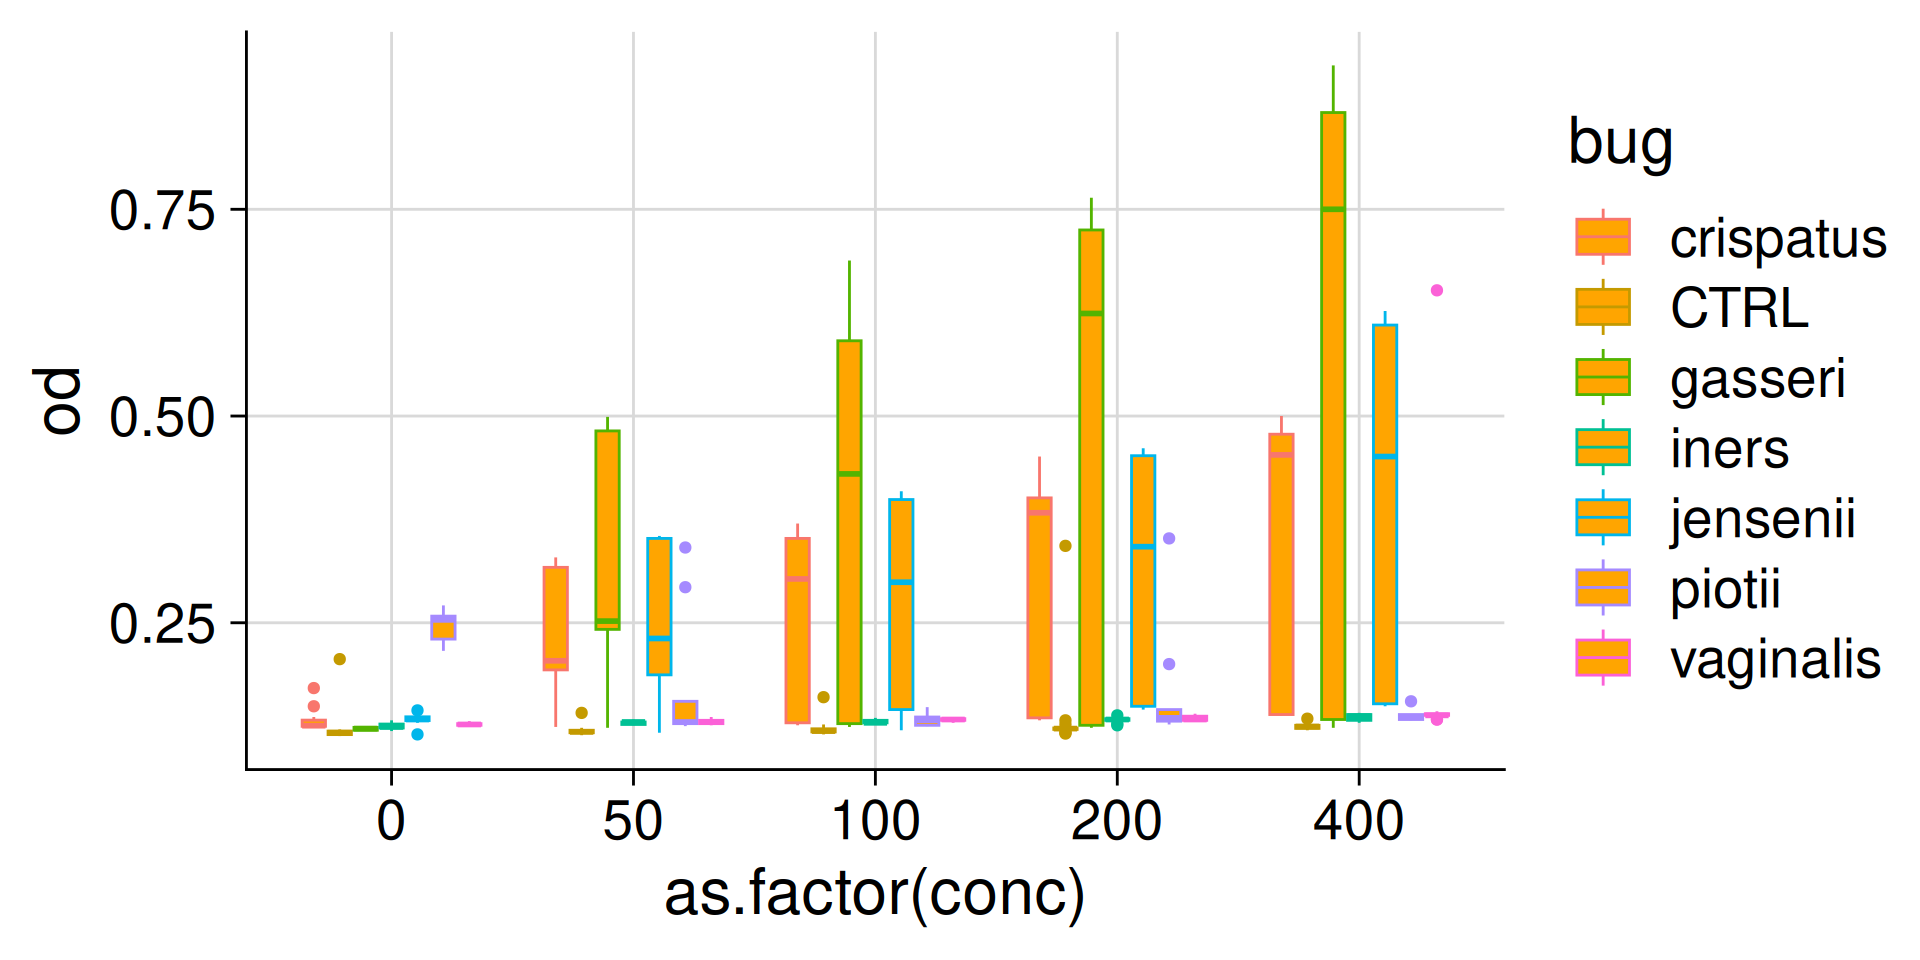 bug
crispatus
CTRL
gasseri
iners
jensenii
piotii
vaginalis
od
0.75
0.50
0.25
0 50 100 200 400
as.factor(conc)